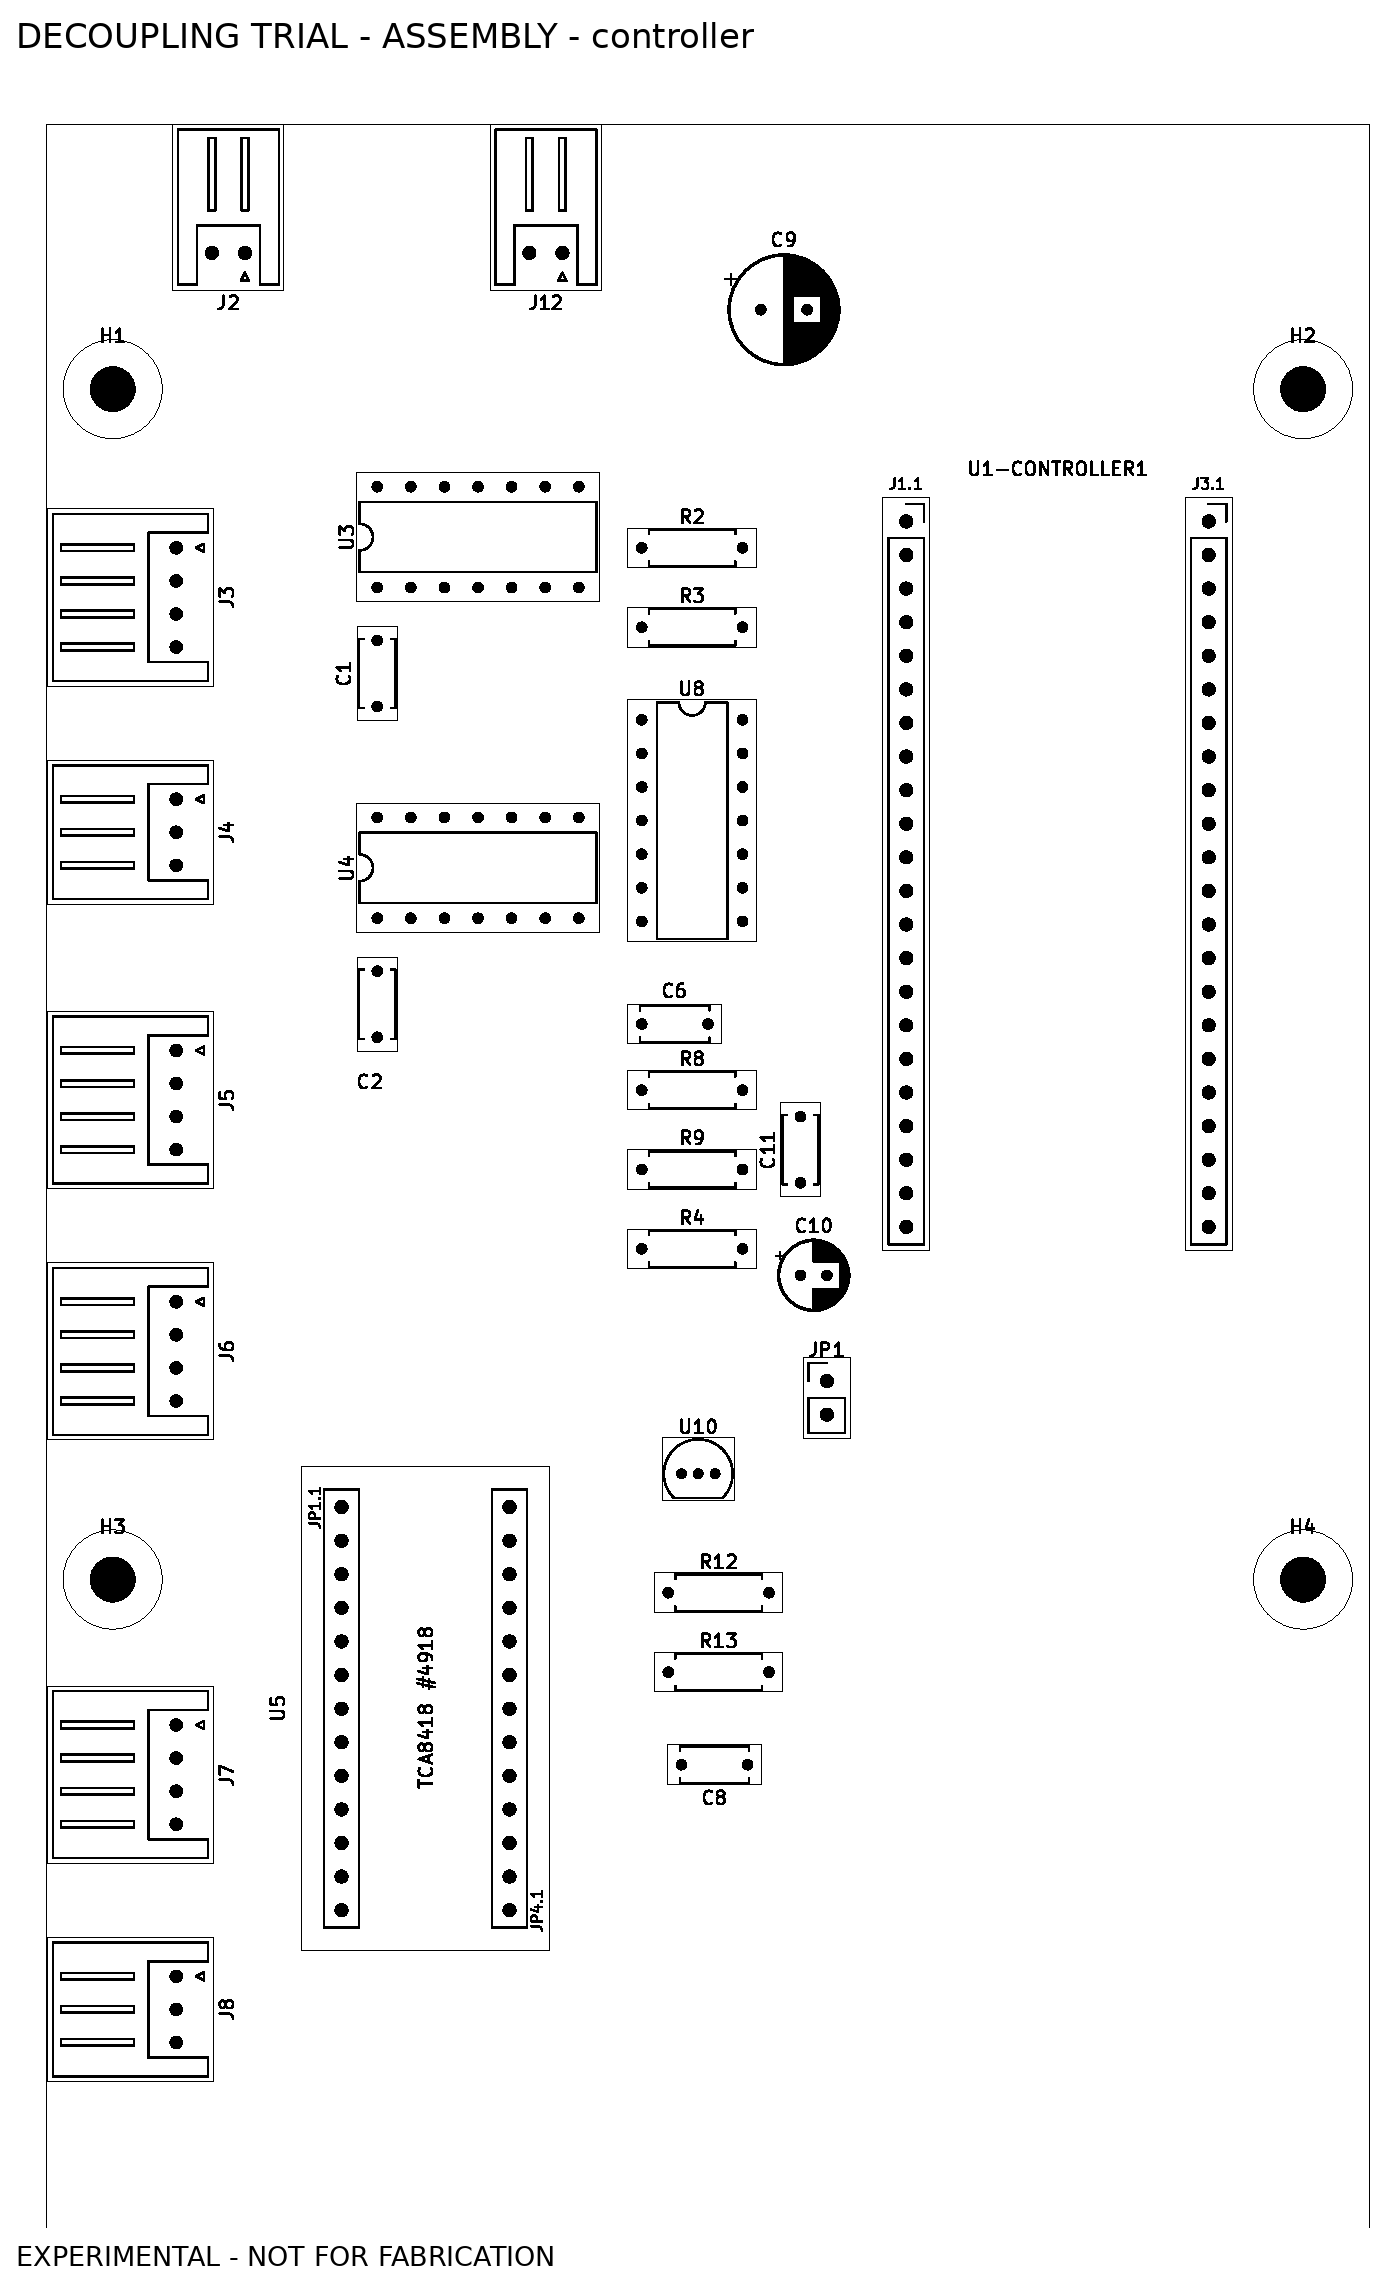 DECOUPLING TRIAL - ASSEMBLY - controller
C9
J2
J12
H1
H2
U1-CONTROLLER1
J1.1
J3.1
R2
U3
J3
R3
C1
U8
J4
U4
C6
R8
C2
J5
R9
C11
R4
C10
J6
JP1
U10
JP1.1
H3
H4
R12
R13
U5
TCA8418 #4918
J7
C8
JP4.1
J8
EXPERIMENTAL - NOT FOR FABRICATION